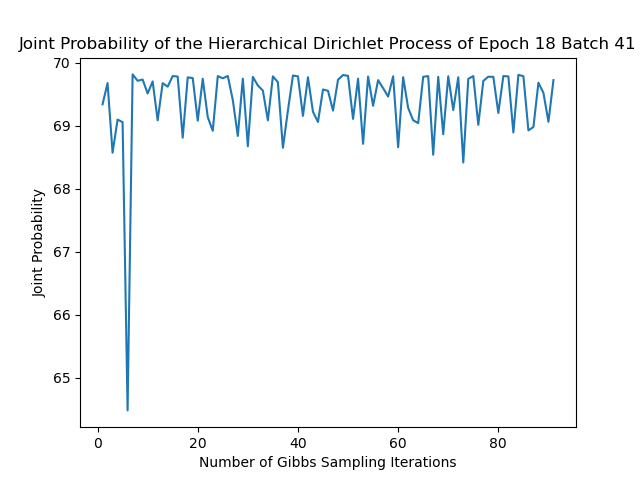 Joint Probability of the Hierarchical Dirichlet Process of Epoch 18 Batch 41
70
69
68
67
66
65
Joint Probability
0 20 40 60 80
Number of Gibbs Sampling Iterations